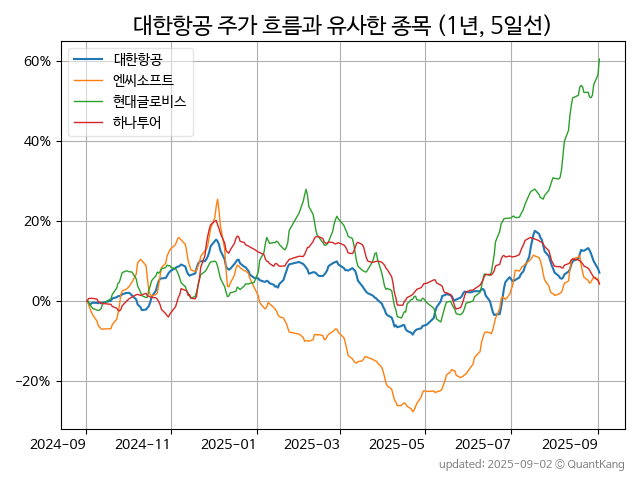 대한항공 주가 흐름과 유사한 종목 (1년, 5일선)
대한항공
엔씨소프트
현대글로비스
하나투어
60%
40%
20%
0%
−20%
2024-09
2024-11
2025-01
2025-03
2025-05
2025-07
2025-09
updated: 2025-09-02 © QuantKang